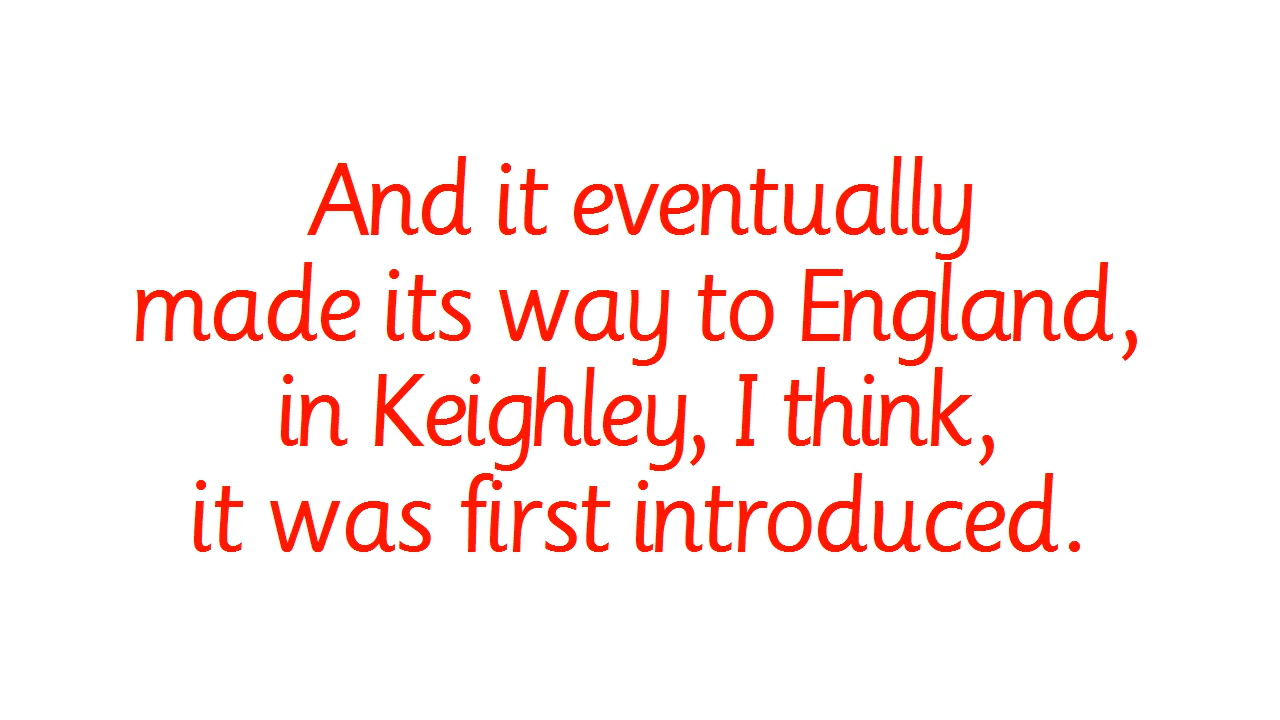 And it eventually
made its way to England,
in Keighley, I think,
it was first introduced.